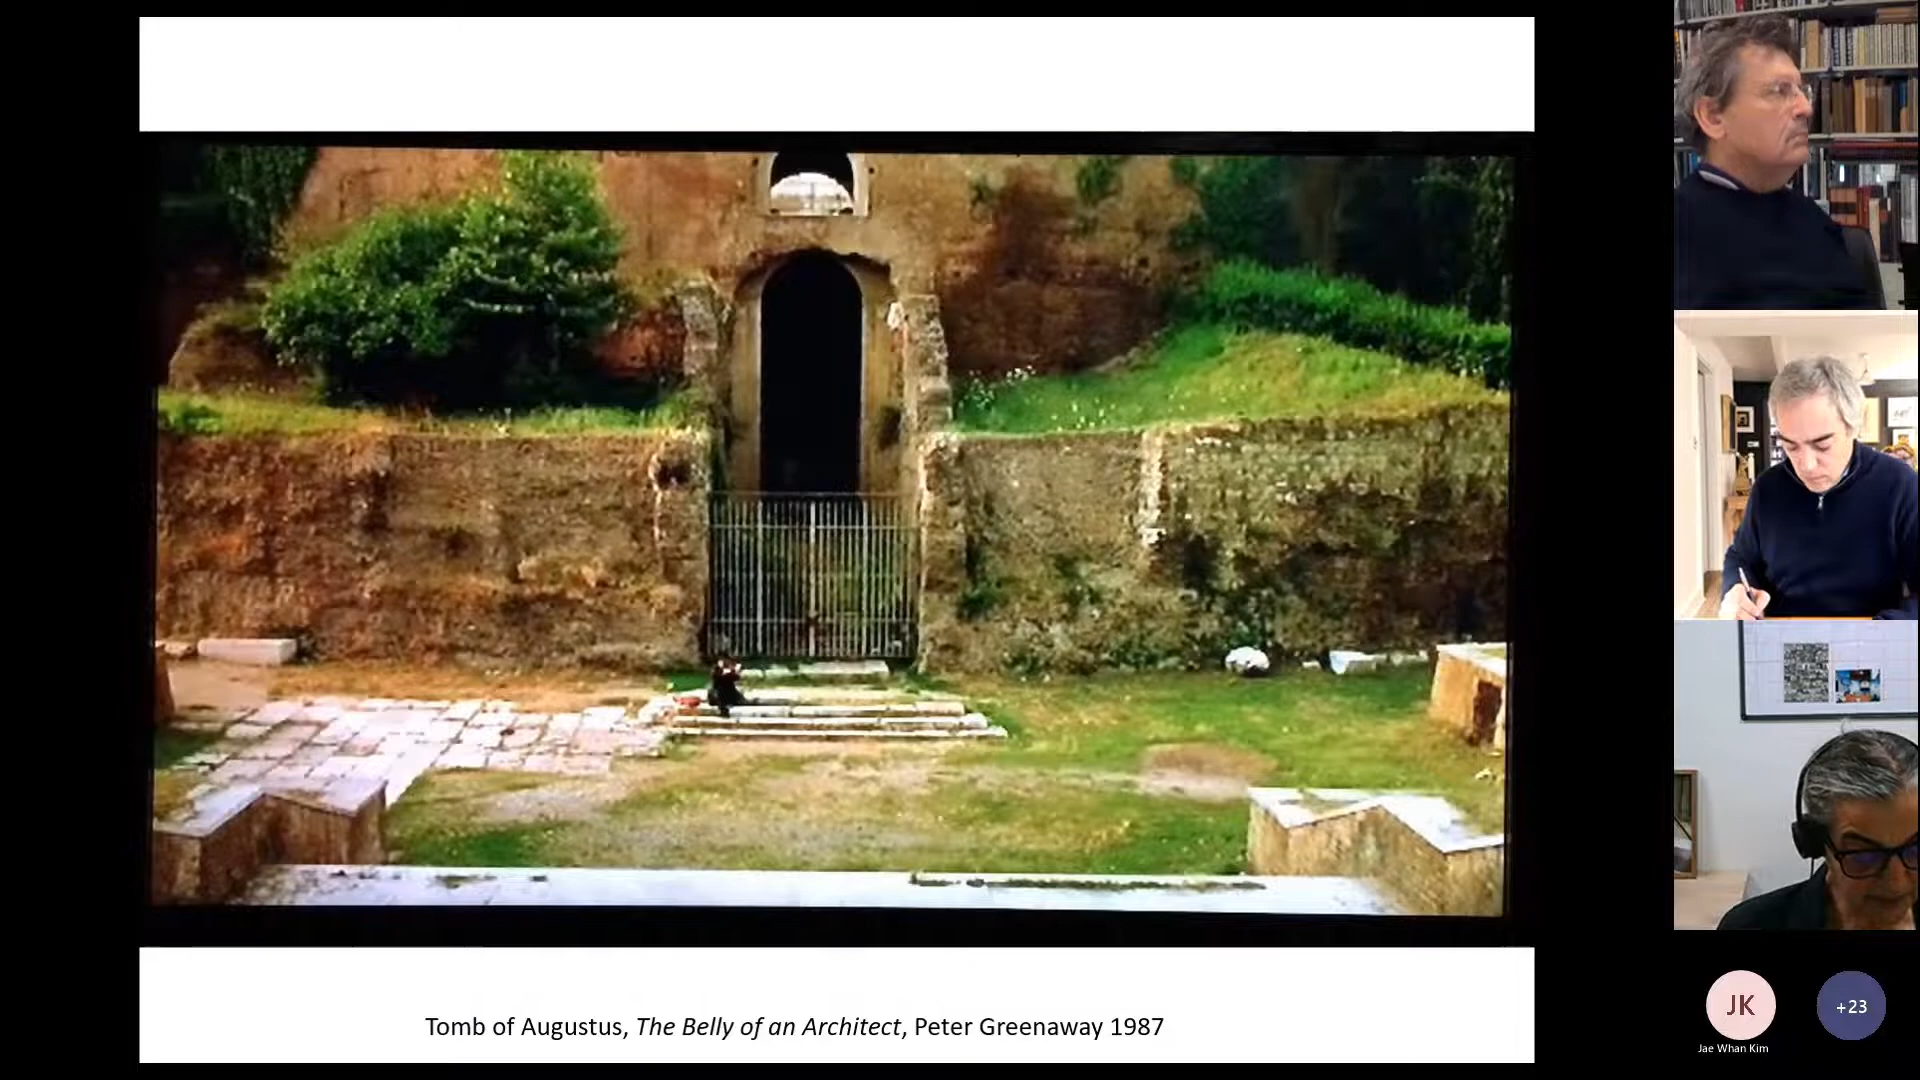 Tomb of Augustus, The Belly of an Architect, Peter Greenaway 1987
JK
+23
Jae Whan Kim